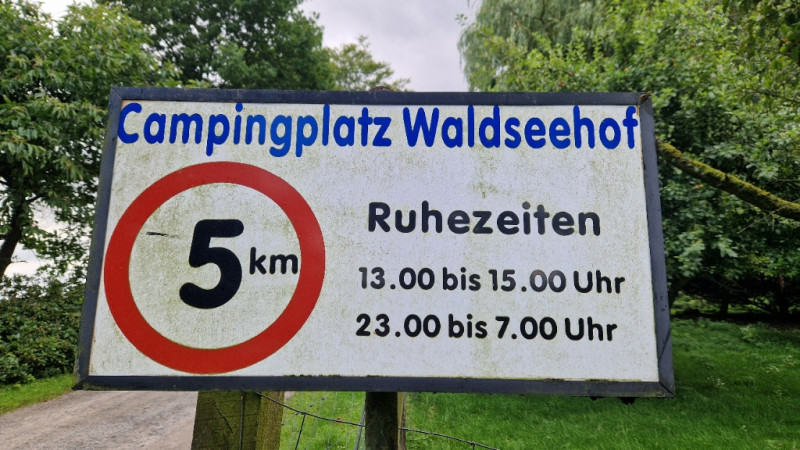 Campingplatz Waldseehof
5 km
Ruhezeiten
13.00 bis 15.00 Uhr
23.00 bis 7.00 Uhr